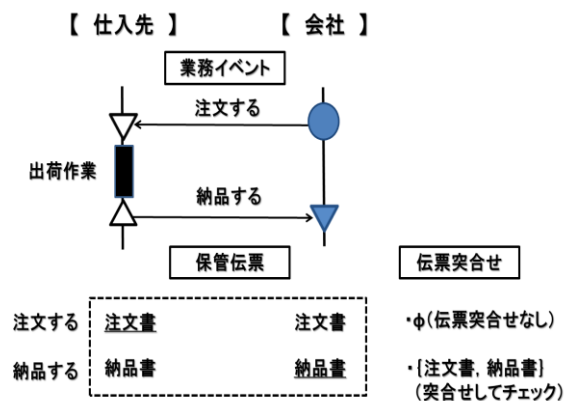 【 仕入先 】 【 会社 】
業務イベント
注文する
出荷作業
納品する
保管伝票 伝票突合せ
注文する 注文書 注文書 ・φ(伝票突合せなし)
納品する 納品書 納品書 ・{注文書, 納品書}
(突合せしてチェック)